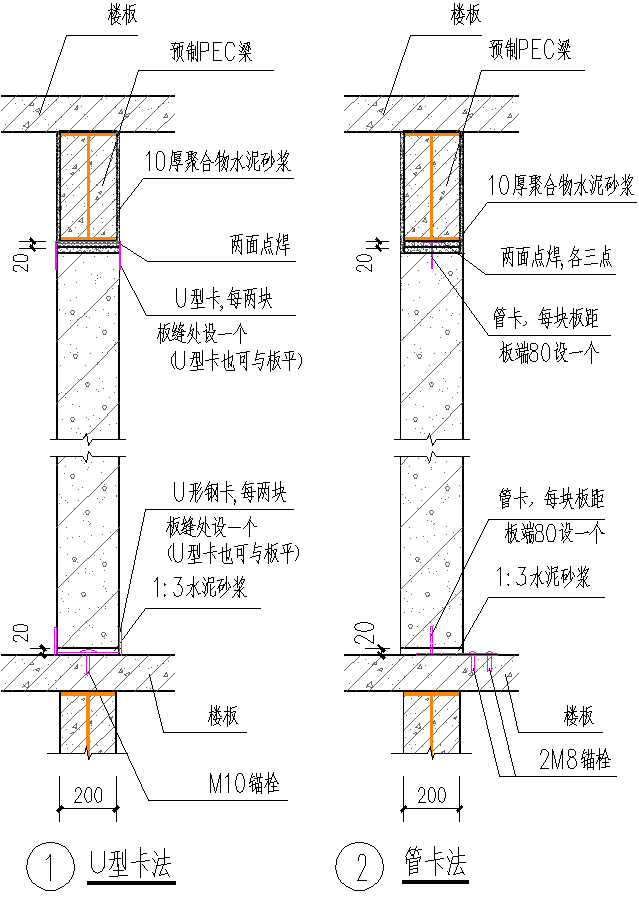 楼板
预制PEC梁
10厚聚合物水泥砂浆
两面点焊
20
U型卡,每两块
板缝处设一个
(U型卡也可与板平)
U形钢卡,每两块
板缝处设一个
(U型卡也可与板平)
1:3水泥砂浆
20
楼板
M10锚栓
200
1 U型卡法
楼板
预制PEC梁
10厚聚合物水泥砂浆
两面点焊,各三点
20
管卡, 每块板距
板端80设一个
管卡, 每块板距
板端80设一个
1:3水泥砂浆
20
楼板
2M8锚栓
200
2 管卡法